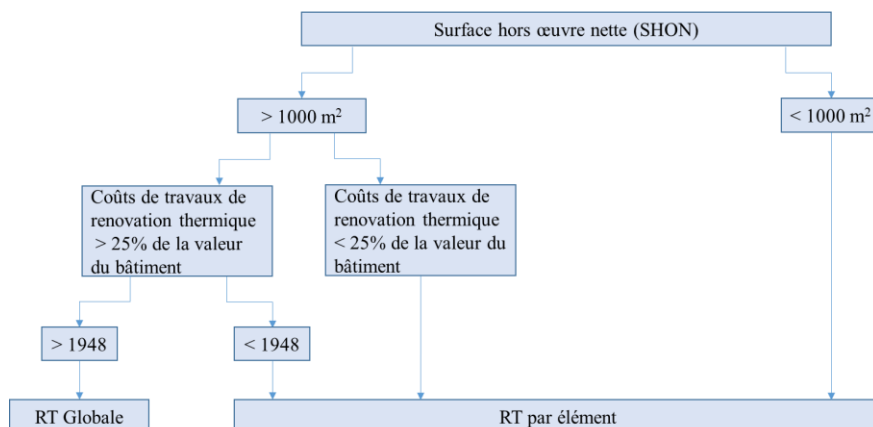 Surface hors œuvre nette (SHON)
> 1000 m²
< 1000 m²
Coûts de travaux de
renovation thermique
> 25% de la valeur
du bâtiment
Coûts de travaux de
renovation thermique
< 25% de la valeur du
bâtiment
> 1948
< 1948
RT Globale
RT par élément